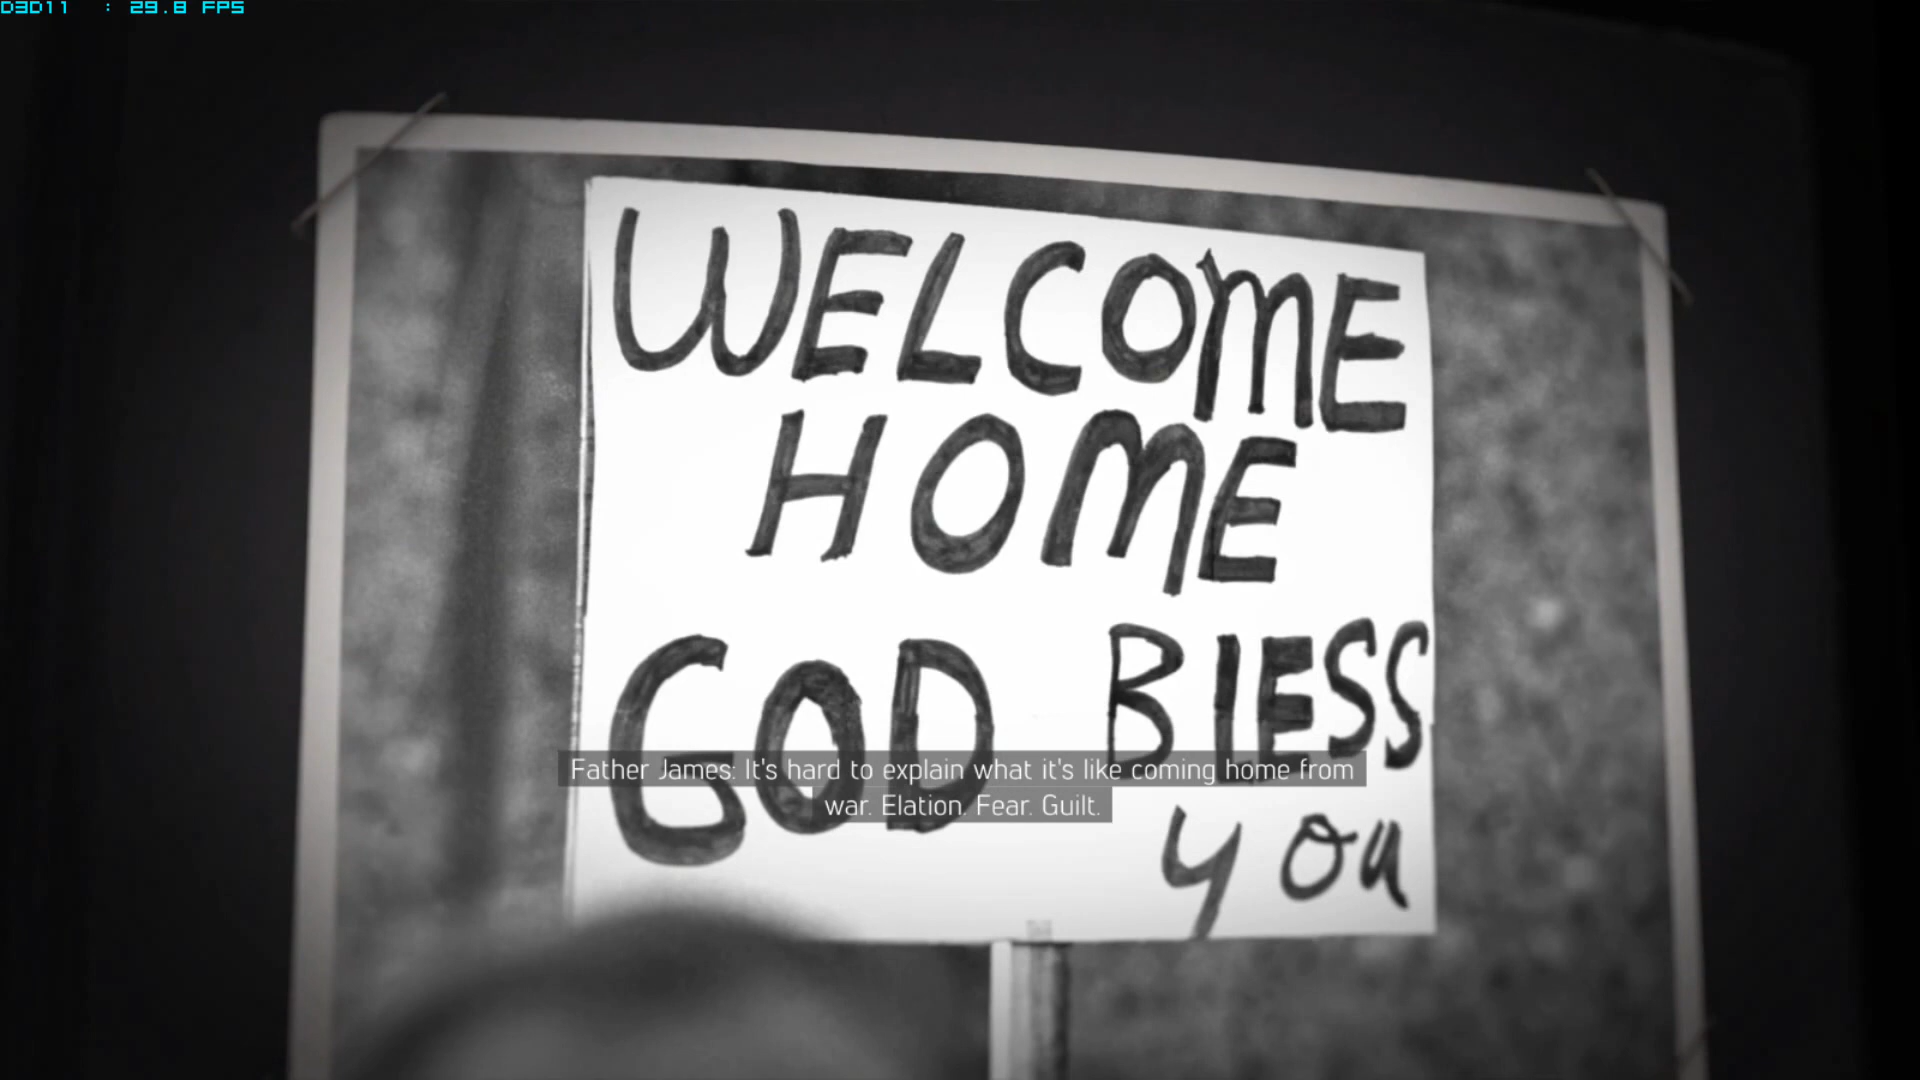 D3D11 : 29.8 FPS
WELCOME
HOME
GOD BlESS
you
Father James: It's hard to explain what it's like coming home from
war. Elation. Fear. Guilt.